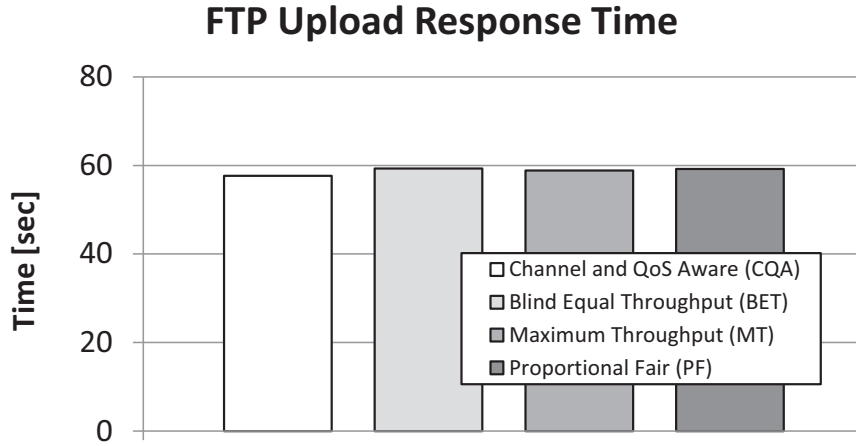 FTP Upload Response Time
80
60
40
20
0
Time [sec]
Channel and QoS Aware (CQA)
Blind Equal Throughput (BET)
Maximum Throughput (MT)
Proportional Fair (PF)